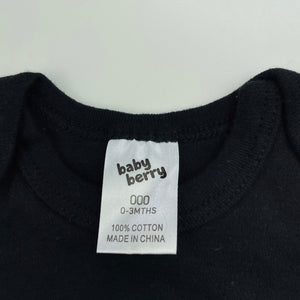 baby
berry
000
0-3MTHS
100% COTTON
MADE IN CHINA